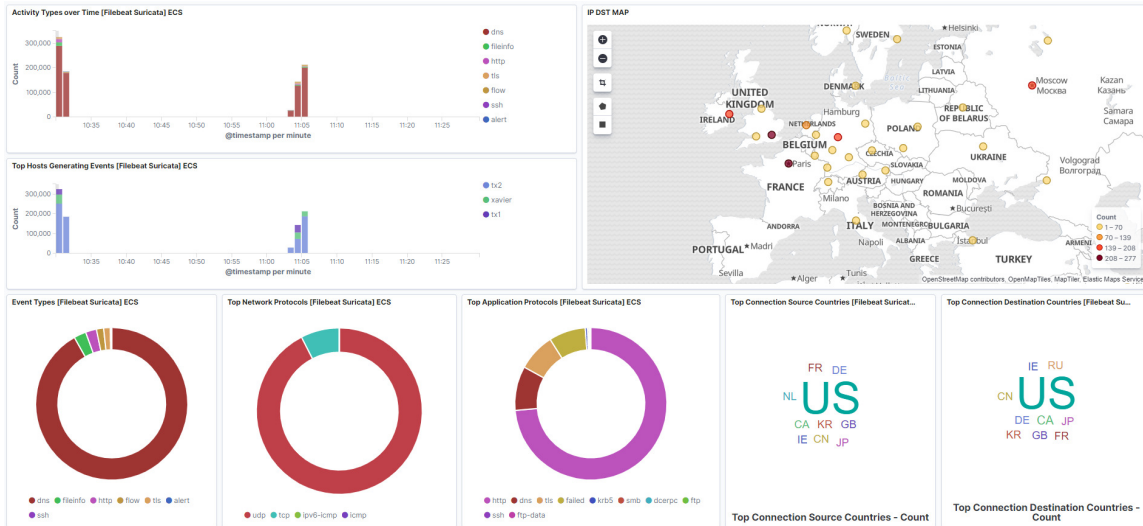 Activity Types over Time [Filebeat Suricata] ECS
300,000
200,000
100,000
0
Count
10:35 10:40 10:45 10:50 10:55 11:00 11:05 11:10 11:15 11:20 11:25
@timestamp per minute
dns
fileinfo
http
tls
flow
ssh
alert
Top Hosts Generating Events [Filebeat Suricata] ECS
300,000
200,000
100,000
0
Count
10:35 10:40 10:45 10:50 10:55 11:00 11:05 11:10 11:15 11:20 11:25
@timestamp per minute
tx2
xavier
tx1
IP DST MAP
SWEDEN
Helsinki
ESTONIA
LATVIA
Moscow
Москва
Kazan
Казань
DENMARK
LITHUANIA
UNITED
KINGDOM
Hamburg
REPUBLIC
OF BELARUS
Samara
Самара
IRELAND
NETHERLANDS
POLAND
BELGIUM
CZECHIA
UKRAINE
Paris
SLOVAKIA
Volgograd
Волгоград
AUSTRIA
HUNGARY
MOLDOVA
FRANCE
ROMANIA
Milano
BOSNIA AND
HERZEGOVINA
București
ANDORRA
ITALY
MONTENEGRO
BULGARIA
PORTUGAL
Madri
Napoli
ALBANIA
Istanbul
ARMENI
GREECE
TURKEY
Sevilla
Alger
Tunis
Count
1 – 70
70 – 139
139 – 208
208 – 277
OpenStreetMap contributors, OpenMapTiles, MapTiler, Elastic Maps Service
Event Types [Filebeat Suricata] ECS
dns fileinfo http flow tls alert
ssh
Top Network Protocols [Filebeat Suricata] ECS
udp tcp ipv6-icmp icmp
Top Application Protocols [Filebeat Suricata] ECS
http dns tls failed krb5 smb dcerpc ftp
ssh ftp-data
Top Connection Source Countries [Filebeat Suricat...
FR DE
NL US
CA KR GB
IE CN JP
Top Connection Source Countries - Count
Top Connection Destination Countries [Filebeat Su...
IE RU
CN US
DE CA JP
KR GB FR
Top Connection Destination Countries -
Count